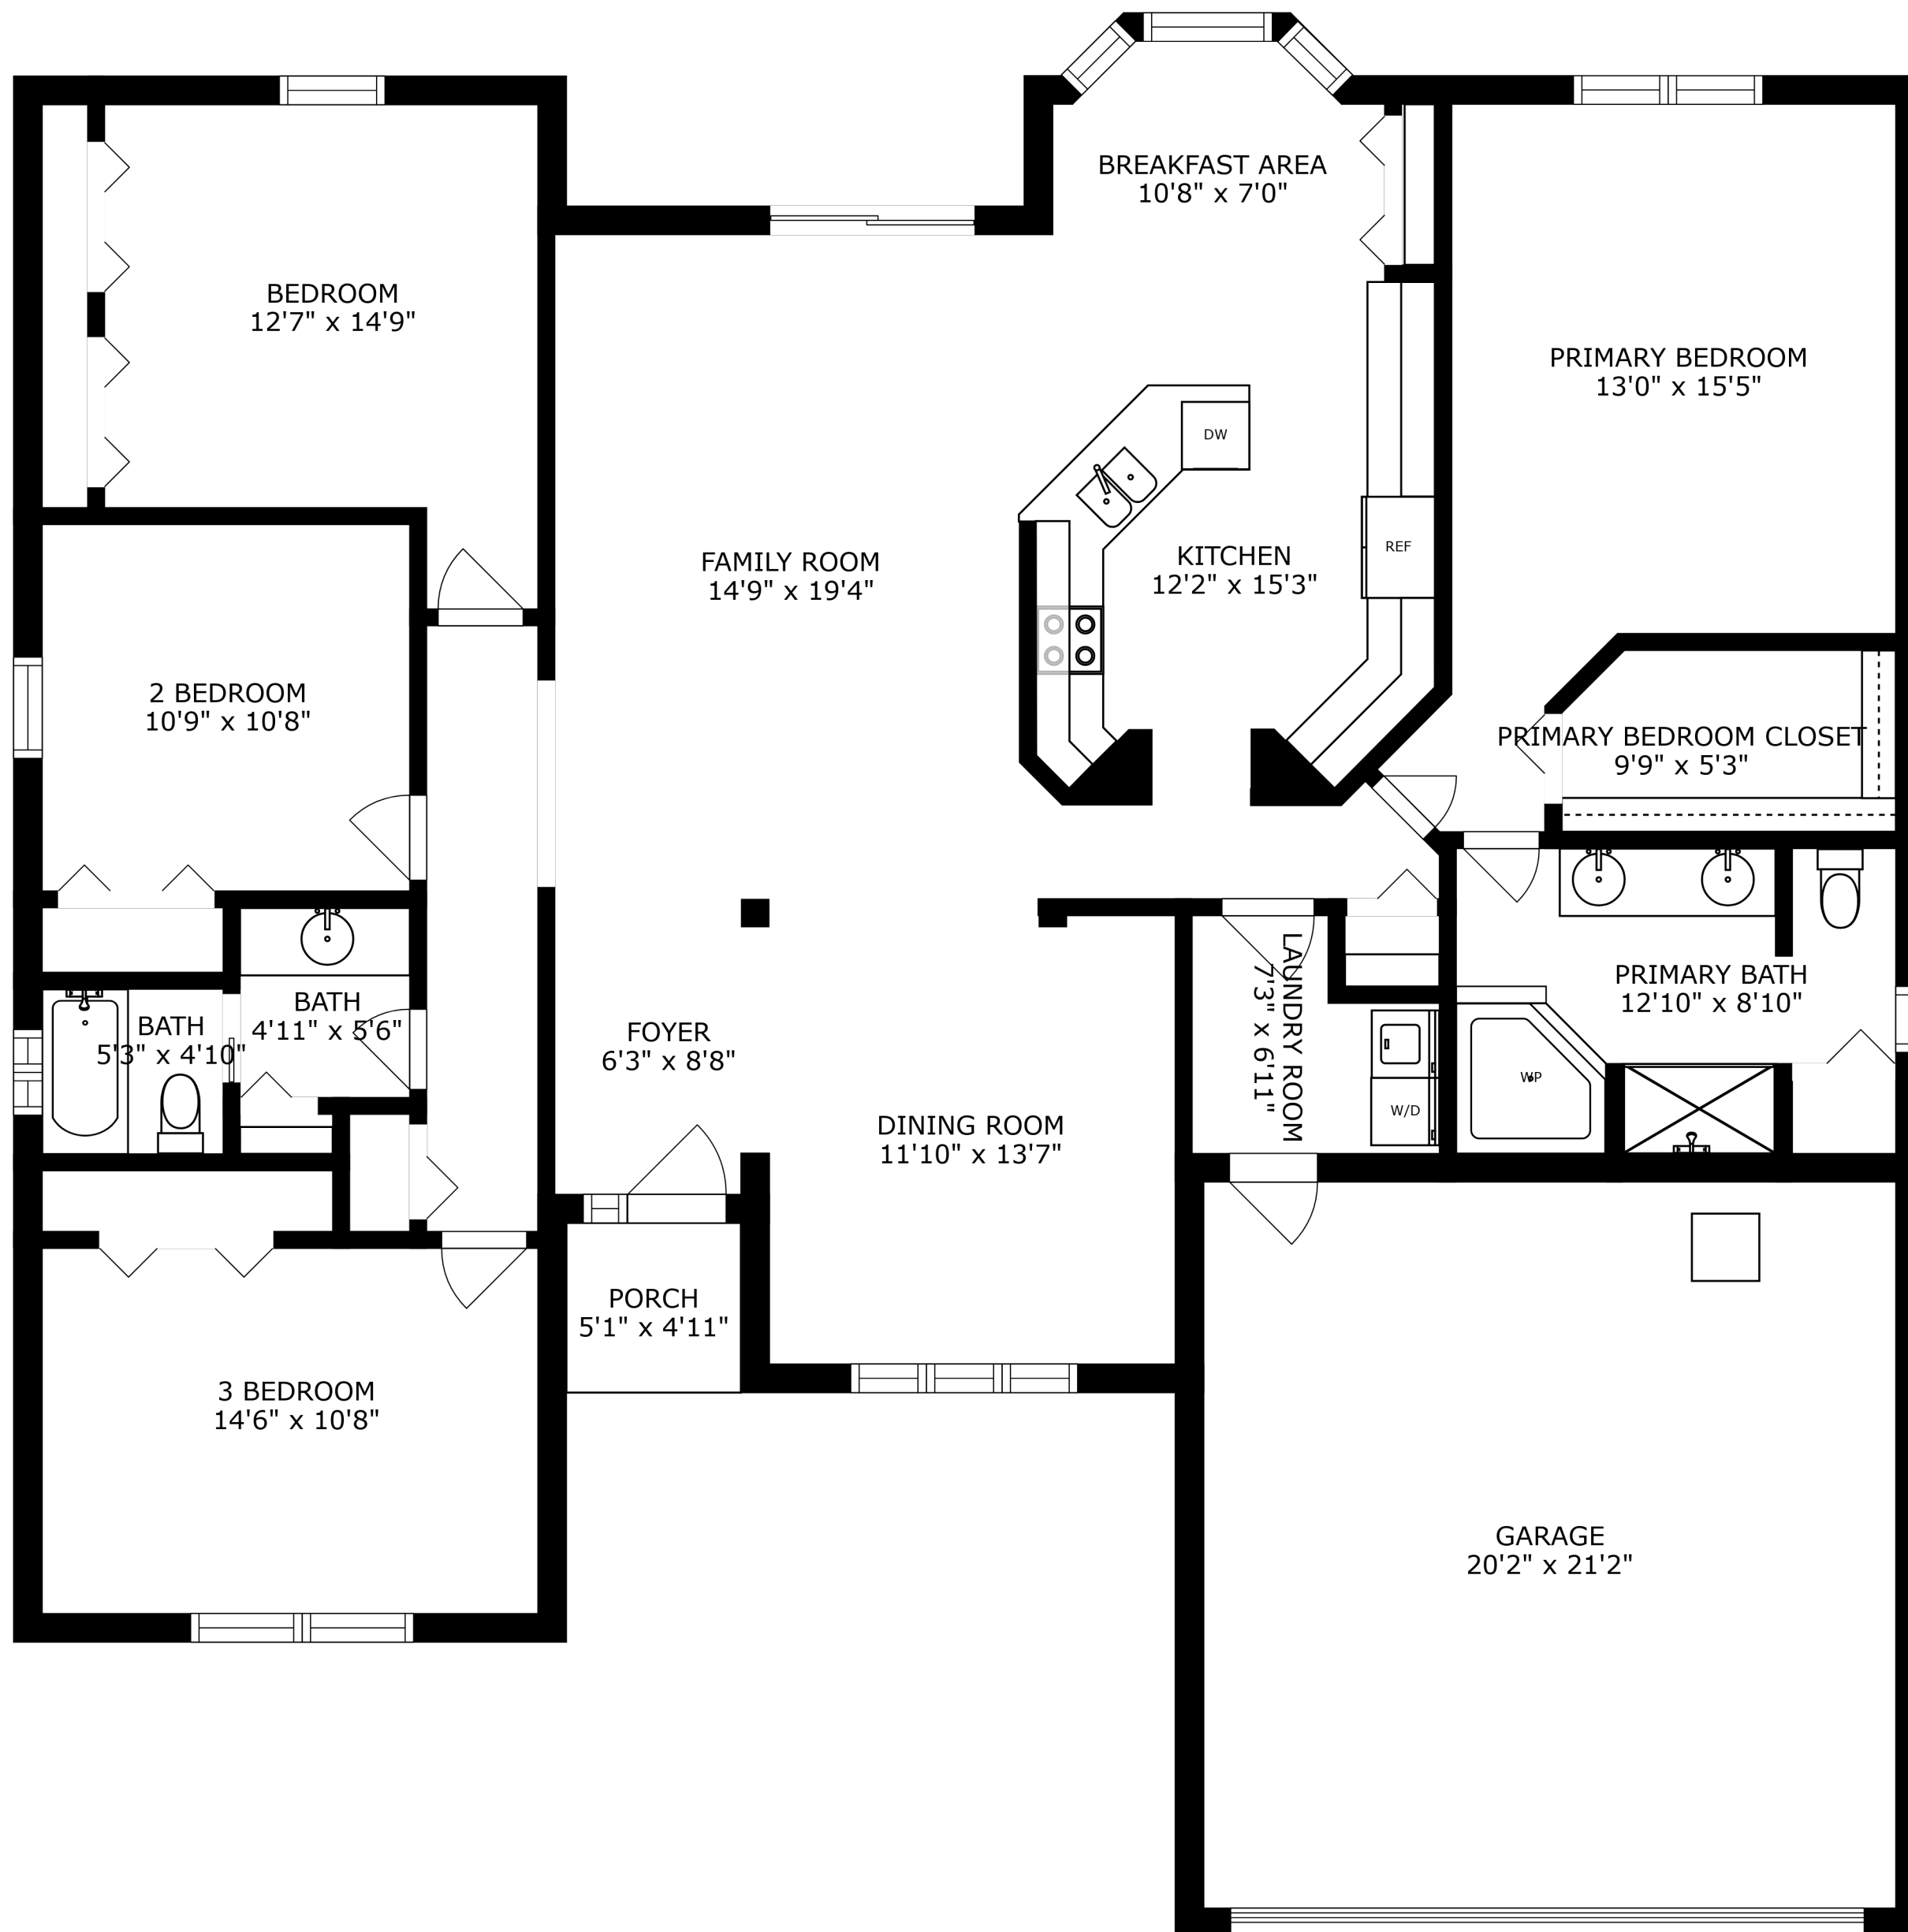 BREAKFAST AREA
10'8" x 7'0"
BEDROOM
12'7" x 14'9"
PRIMARY BEDROOM
13'0" x 15'5"
DW
FAMILY ROOM
14'9" x 19'4"
KITCHEN
12'2" x 15'3"
REF
2 BEDROOM
10'9" x 10'8"
PRIMARY BEDROOM CLOSET
9'9" x 5'3"
BATH
4'11" x 5'6"
BATH
5'3" x 4'10"
FOYER
6'3" x 8'8"
LAUNDRY ROOM
7'3" x 6'11"
PRIMARY BATH
12'10" x 8'10"
WP
W/D
DINING ROOM
11'10" x 13'7"
PORCH
5'1" x 4'11"
3 BEDROOM
14'6" x 10'8"
GARAGE
20'2" x 21'2"